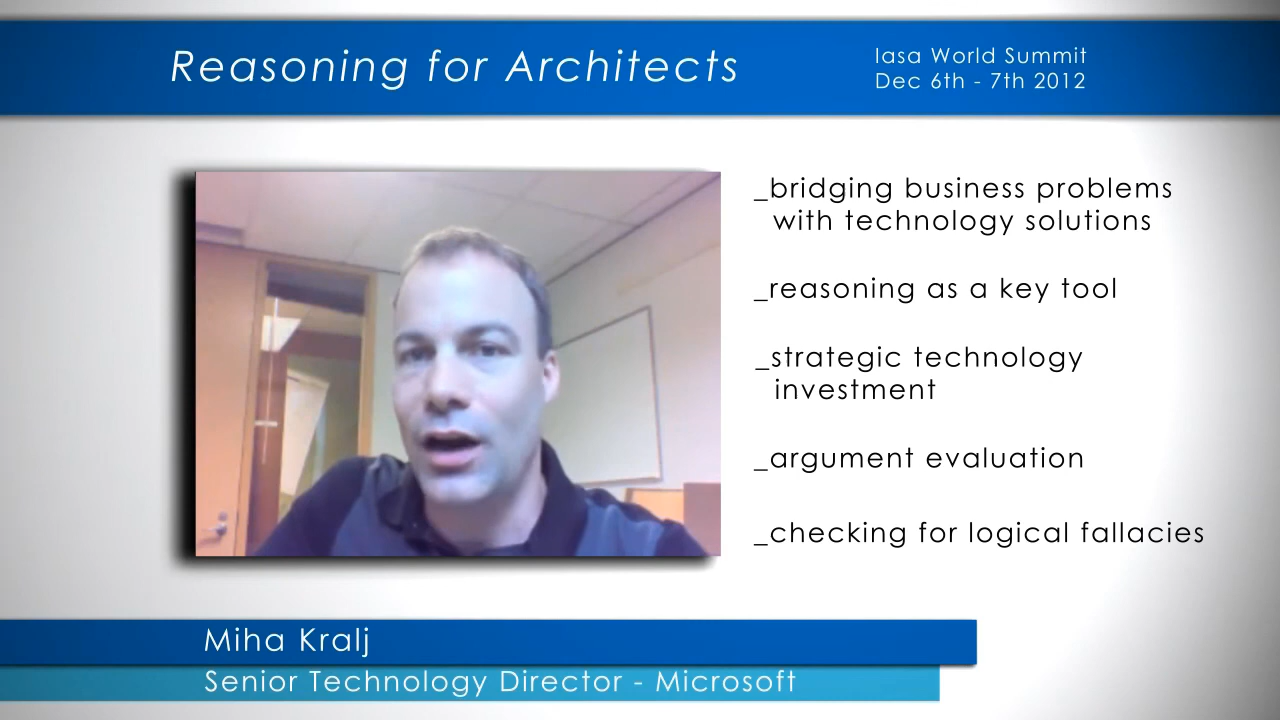 Reasoning for Architects
Iasa World Summit
Dec 6th - 7th 2012
_bridging business problems
with technology solutions
_reasoning as a key tool
_strategic technology
investment
_argument evaluation
_checking for logical fallacies
Miha Kralj
Senior Technology Director - Microsoft